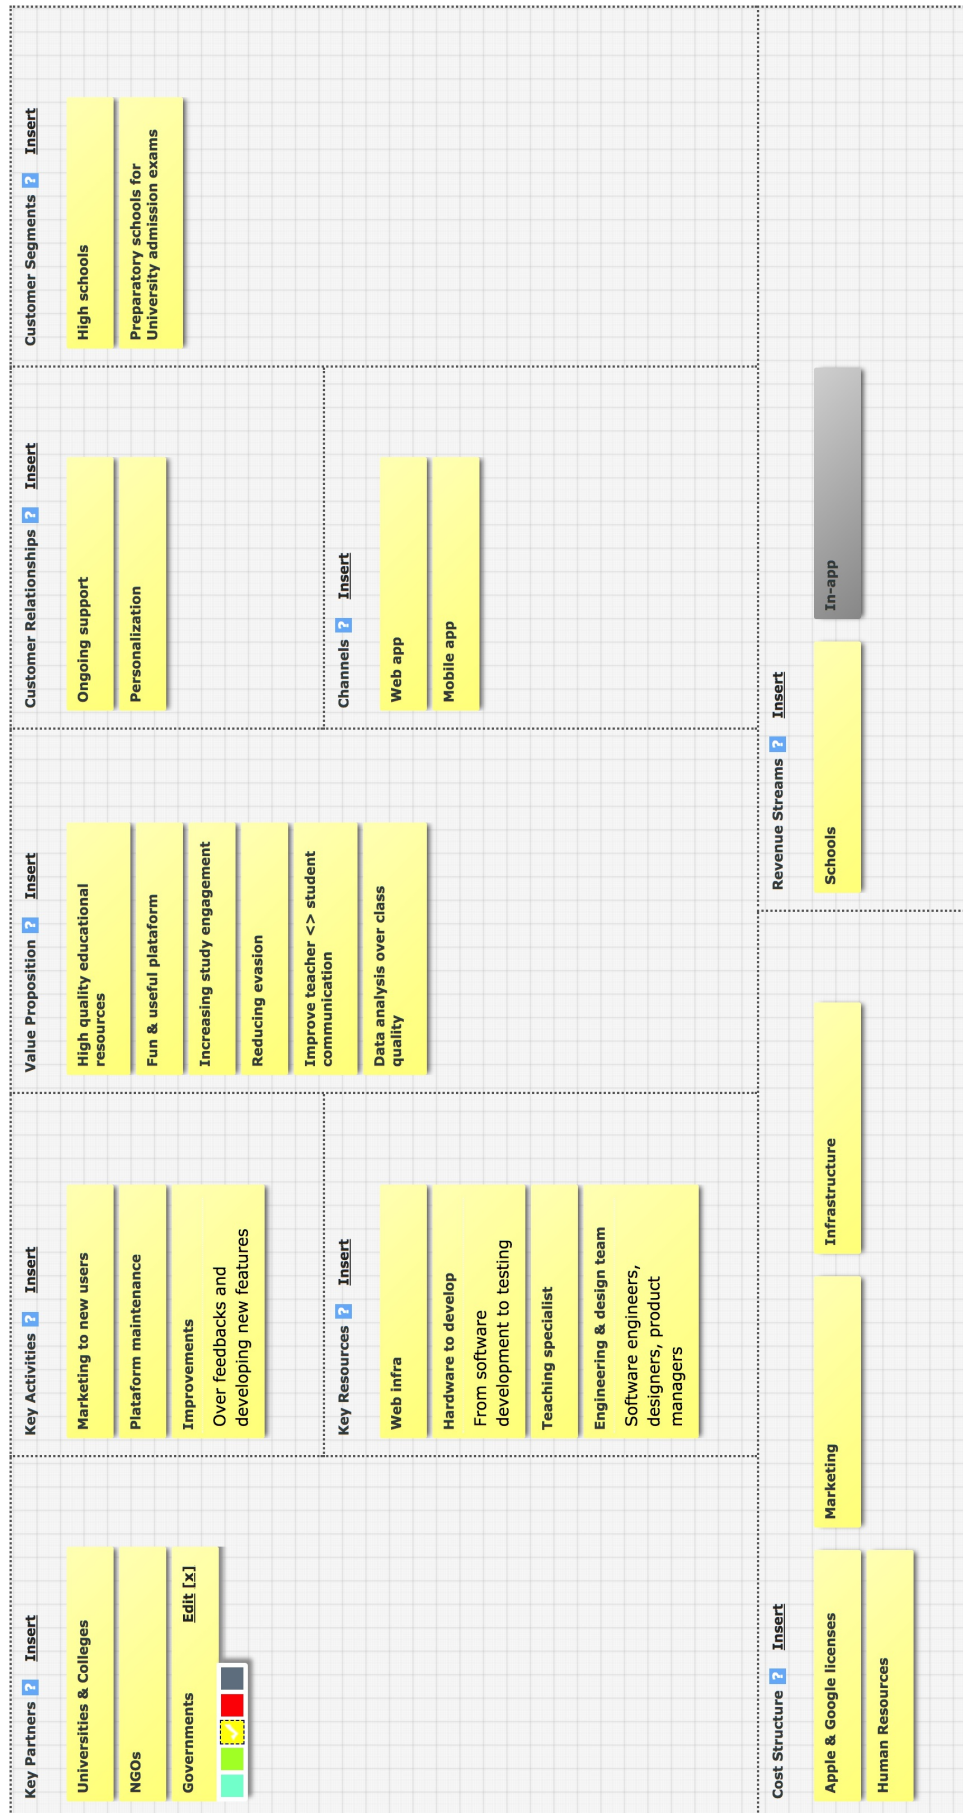 Key Partners ? Insert
Universities & Colleges
NGOs
Governments Edit [x]
Key Activities ? Insert
Marketing to new users
Plataform maintenance
Improvements
Over feedbacks and
developing new features
Key Resources ? Insert
Web infra
Hardware to develop
From software
development to testing
Teaching specialist
Engineering & design team
Software engineers,
designers, product
managers
Value Proposition ? Insert
High quality educational
resources
Fun & useful plataform
Increasing study engagement
Reducing evasion
Improve teacher <> student
communication
Data analysis over class
quality
Customer Relationships ? Insert
Ongoing support
Personalization
Channels ? Insert
Web app
Mobile app
Customer Segments ? Insert
High schools
Preparatory schools for
University admission exams
Cost Structure ? Insert
Apple & Google licenses
Human Resources
Marketing
Infrastructure
Revenue Streams ? Insert
Schools
In-app